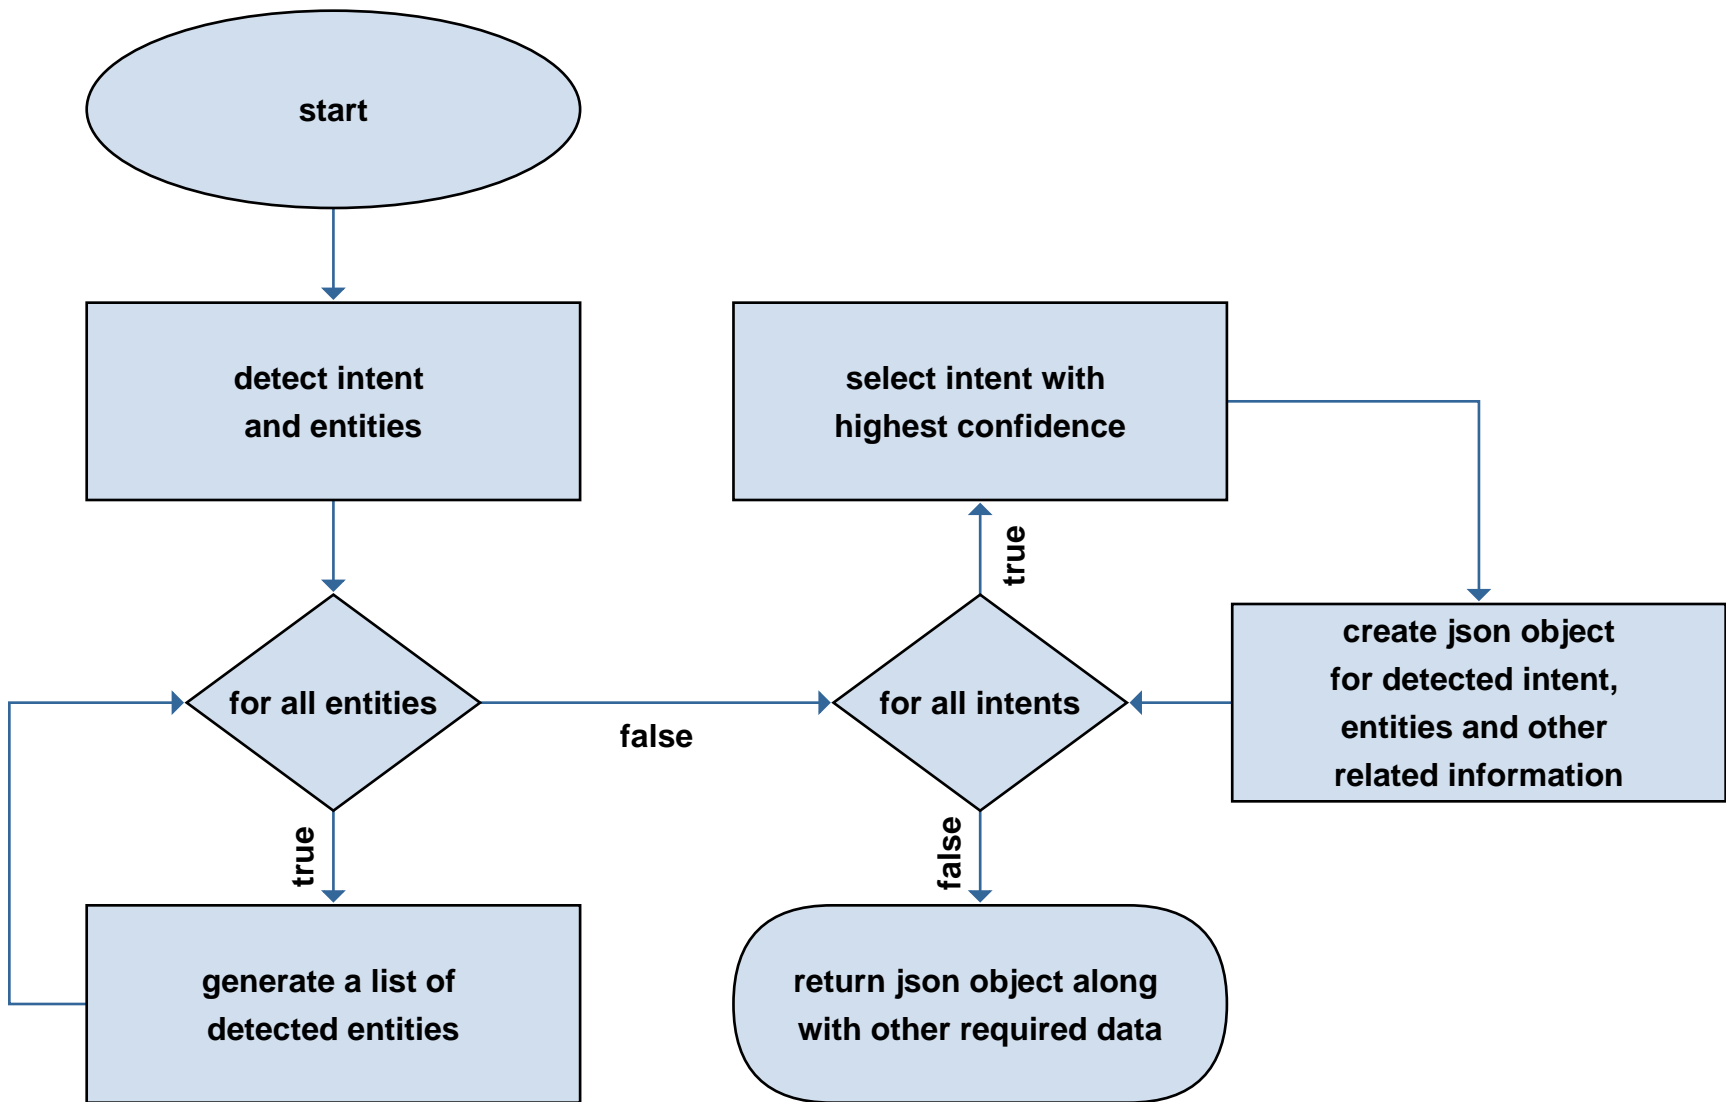 start
detect intent
and entities
for all entities
true
generate a list of
detected entities
false
select intent with
highest confidence
true
for all intents
create json object
for detected intent,
entities and other
related information
false
return json object along
with other required data